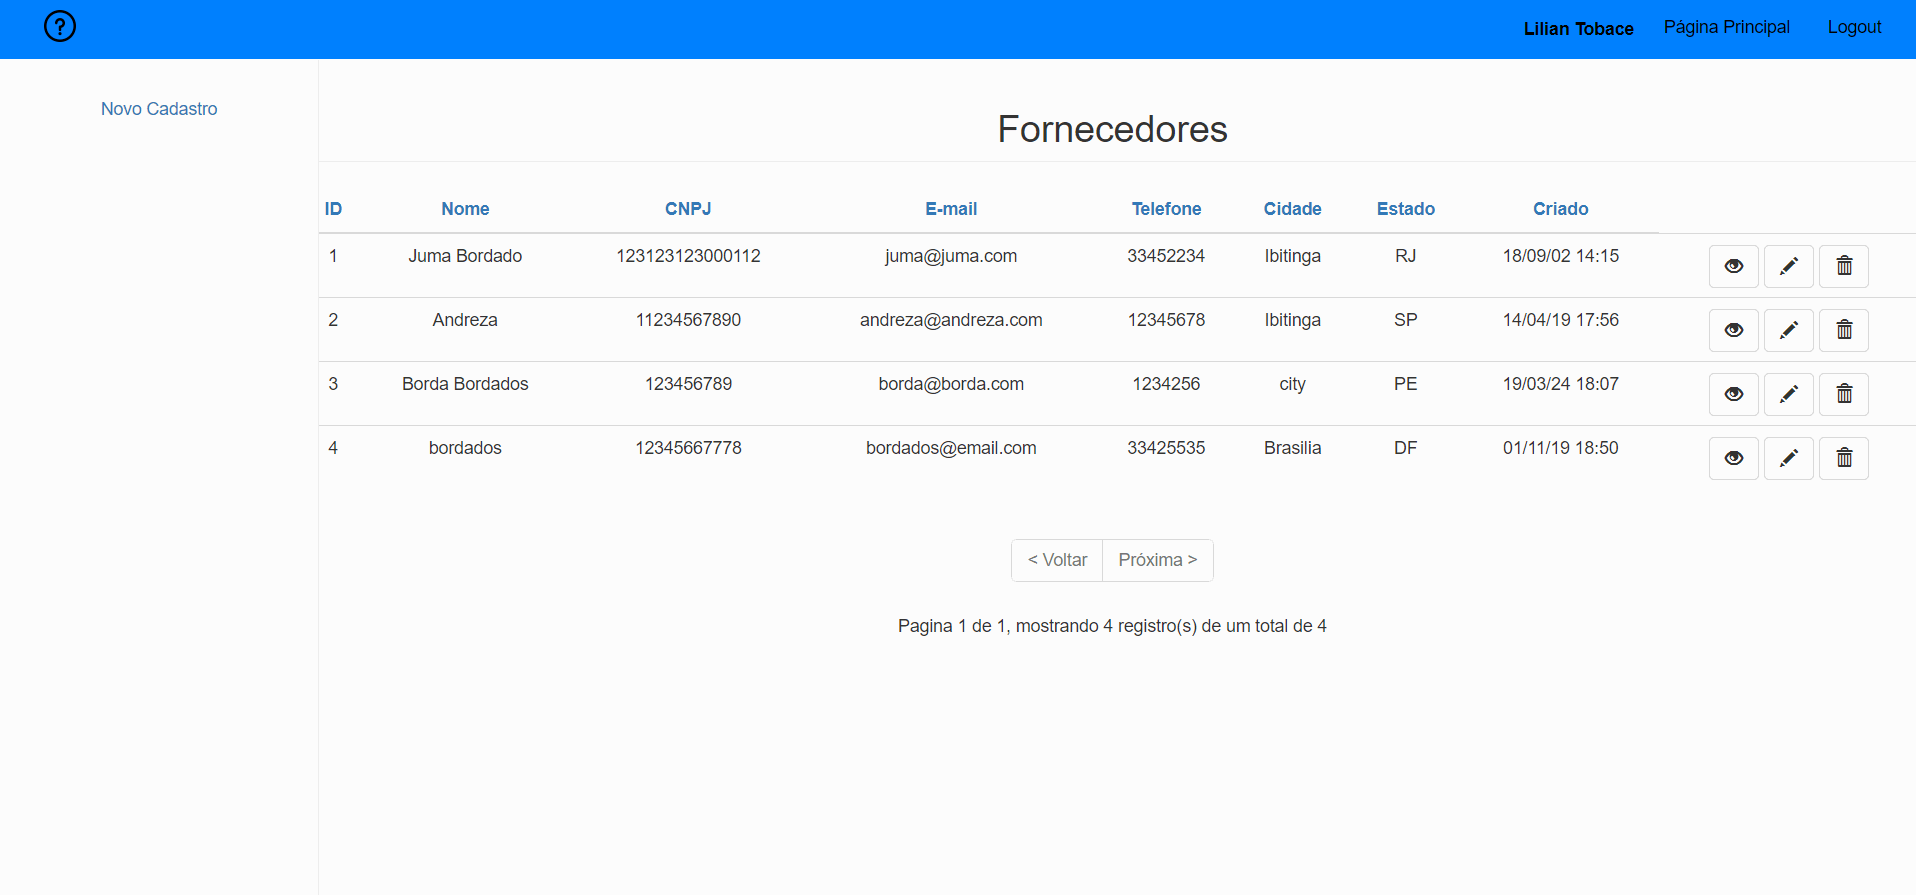 ?
Lilian Tobace Página Principal Logout
Novo Cadastro
Fornecedores
ID Nome CNPJ E-mail Telefone Cidade Estado Criado
1 Juma Bordado 123123123000112 juma@juma.com 33452234 Ibitinga RJ 18/09/02 14:15
2 Andreza 11234567890 andreza@andreza.com 12345678 Ibitinga SP 14/04/19 17:56
3 Borda Bordados 123456789 borda@borda.com 1234256 city PE 19/03/24 18:07
4 bordados 12345667778 bordados@email.com 33425535 Brasilia DF 01/11/19 18:50
< Voltar Próxima >
Pagina 1 de 1, mostrando 4 registro(s) de um total de 4